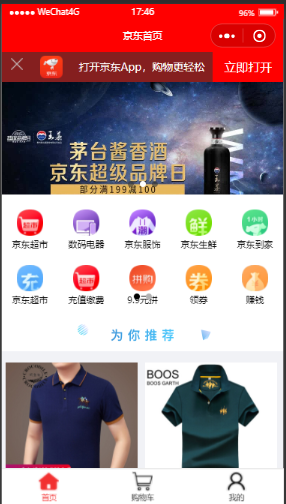 WeChat4G 17:46 96%
京东首页
打开京东App，购物更轻松 立即打开
茅台酱香酒
京东超级品牌日
部分满199减100
鲜 1小时
京东超市 数码电器 京东服饰 京东生鲜 京东到家
充 拍购 券
京东超市 充值缴费 9.9元拼 领券 赚钱
为你推荐
BOOS
BOOS GARTH
首页 购物车 我的